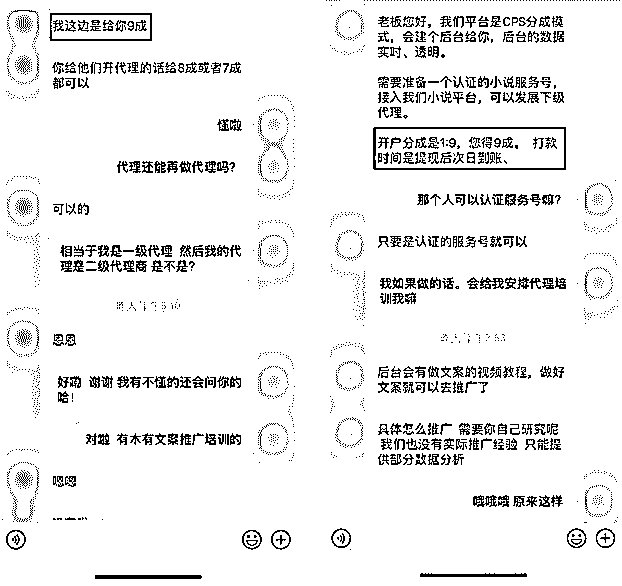 我这边是给你9成
你给他们开代理的话给8成或者7成
都可以
懂啦
代理还能再做代理吗？
可以的
相当于我是一级代理 然后我的代
理是二级代理商 是不是？
恩恩
好哟 谢谢 我有不懂的还会问你的
哈！
对啦 有木有文案推广培训的
嗯嗯
老板您好，我们平台是CPS分成模
式，会建个后台给你，后台的数据
实时、透明。
需要准备一个认证的小说服务号，
接入我们小说平台，可以发展下级
代理。
开户分成是1:9，您得9成。 打款
时间是提现后次日到账、
那个人可以认证服务号嘛？
只要是认证的服务号就可以
我如果做的话。会给我安排代理培
训我嘛
后台会有做文案的视频教程，做好
文案就可以去推广了
具体怎么推广 需要你自己研究呢
我们也没有实际推广经验 只能提
供部分数据分析
哦哦哦 原来这样